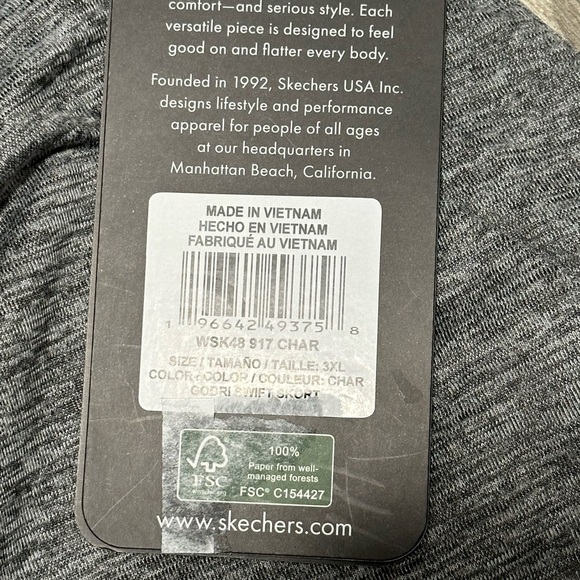 comfort—and serious style. Each
versatile piece is designed to feel
good on and flatter every body.
Founded in 1992, Skechers USA Inc.
designs lifestyle and performance
apparel for people of all ages
at our headquarters in
Manhattan Beach, California.
MADE IN VIETNAM
HECHO EN VIETNAM
FABRIQUÉ AU VIETNAM
1 96642 49375 8
WSK48 917 CHAR
SIZE / TAMAÑO / TAILLE: 3XL
COLOR / COLOR / COULEUR: CHAR
GODRI SWIFT SKORT
100%
Paper from well-
managed forests
FSC
FSC® C154427
www.skechers.com